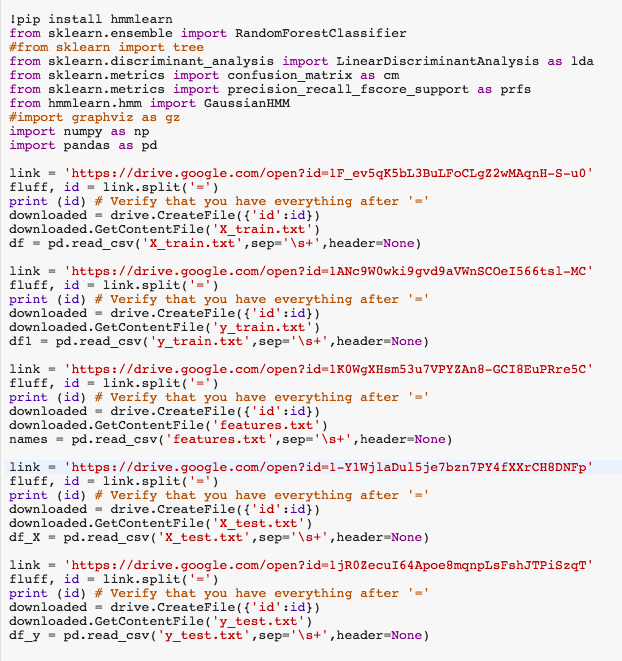 !pip install hmmlearn
from sklearn.ensemble import RandomForestClassifier
#from sklearn import tree
from sklearn.discriminant_analysis import LinearDiscriminantAnalysis as lda
from sklearn.metrics import confusion_matrix as cm
from sklearn.metrics import precision_recall_fscore_support as prfs
from hmmlearn.hmm import GaussianHMM
#import graphviz as gz
import numpy as np
import pandas as pd
link = 'https://drive.google.com/open?id=1F_ev5qK5bL3BuLFoCLgZ2wMAqnH-S-u0'
fluff, id = link.split('=')
print (id) # Verify that you have everything after '='
downloaded = drive.CreateFile({'id':id})
downloaded.GetContentFile('X_train.txt')
df = pd.read_csv('X_train.txt',sep='\s+',header=None)
link = 'https://drive.google.com/open?id=1ANc9W0wki9gvd9aVWnSCOeI566tsl-MC'
fluff, id = link.split('=')
print (id) # Verify that you have everything after '='
downloaded = drive.CreateFile({'id':id})
downloaded.GetContentFile('y_train.txt')
df1 = pd.read_csv('y_train.txt',sep='\s+',header=None)
link = 'https://drive.google.com/open?id=1K0WgXHsm53u7VPYZAn8-GCI8EuPRre5C'
fluff, id = link.split('=')
print (id) # Verify that you have everything after '='
downloaded = drive.CreateFile({'id':id})
downloaded.GetContentFile('features.txt')
names = pd.read_csv('features.txt',sep='\s+',header=None)
link = 'https://drive.google.com/open?id=1-Y1WjlaDul5je7bzn7PY4fXXrCH8DNFp'
fluff, id = link.split('=')
print (id) # Verify that you have everything after '='
downloaded = drive.CreateFile({'id':id})
downloaded.GetContentFile('X_test.txt')
df_X = pd.read_csv('X_test.txt',sep='\s+',header=None)
link = 'https://drive.google.com/open?id=1jR0ZecuI64Apoe8mqnpLsFshJTPiSzqT'
fluff, id = link.split('=')
print (id) # Verify that you have everything after '='
downloaded = drive.CreateFile({'id':id})
downloaded.GetContentFile('y_test.txt')
df_y = pd.read_csv('y_test.txt',sep='\s+',header=None)